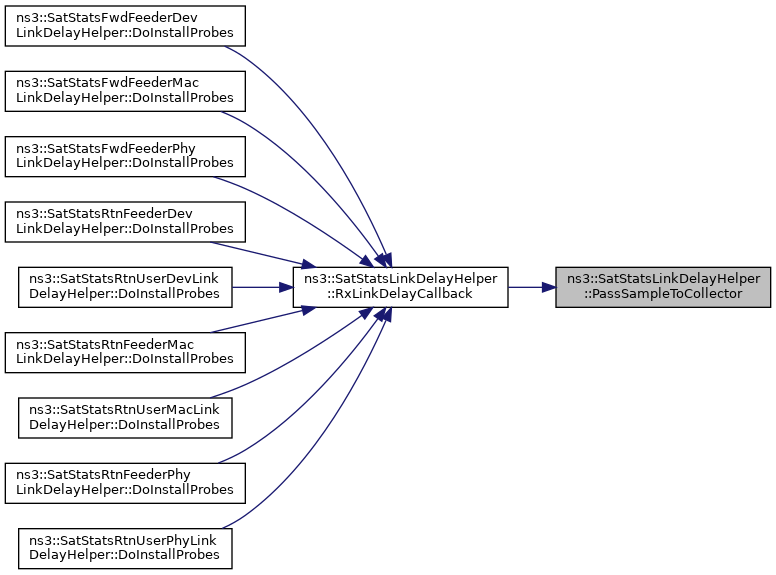 ns3::SatStatsFwdFeederDev
LinkDelayHelper::DoInstallProbes
ns3::SatStatsFwdFeederMac
LinkDelayHelper::DoInstallProbes
ns3::SatStatsFwdFeederPhy
LinkDelayHelper::DoInstallProbes
ns3::SatStatsRtnFeederDev
LinkDelayHelper::DoInstallProbes
ns3::SatStatsRtnUserDevLink
DelayHelper::DoInstallProbes
ns3::SatStatsRtnFeederMac
LinkDelayHelper::DoInstallProbes
ns3::SatStatsRtnUserMacLink
DelayHelper::DoInstallProbes
ns3::SatStatsRtnFeederPhy
LinkDelayHelper::DoInstallProbes
ns3::SatStatsRtnUserPhyLink
DelayHelper::DoInstallProbes
ns3::SatStatsLinkDelayHelper
::RxLinkDelayCallback
ns3::SatStatsLinkDelayHelper
::PassSampleToCollector